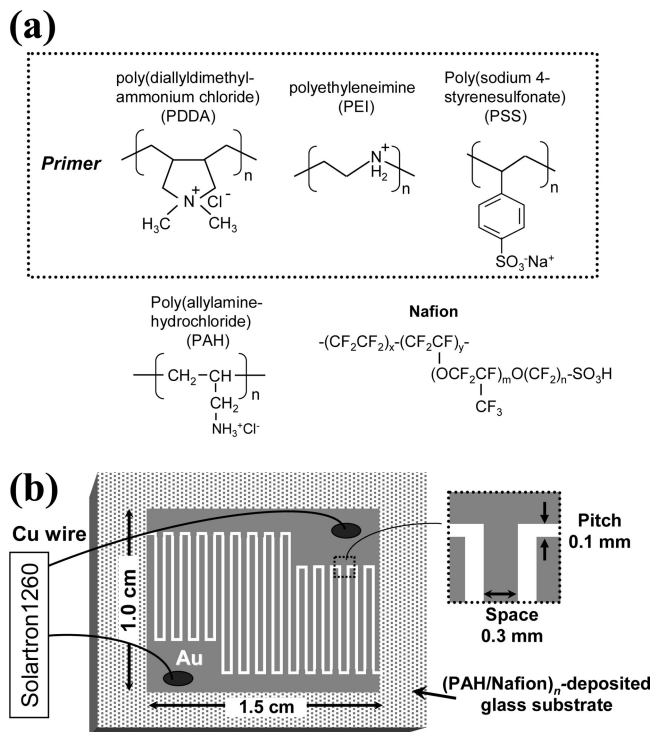 (a)
poly(diallyldimethyl-
ammonium chloride)
(PDDA)
polyethyleneimine
(PEI)
Poly(sodium 4-
styrenesulfonate)
(PSS)
Primer
n
N
+
Cl -
H3C
CH3
N
+
H2
n
n
SO3-Na+
Poly(allylamine-
hydrochloride)
(PAH)
CH2
CH
n
CH2
NH3+Cl-
Nafion
-(CF2CF2)x-(CF2CF)y-
(OCF2CF)mO(CF2)n-SO3H
CF3
(b)
Cu wire
Solartron1260
1.0 cm
Au
1.5 cm
Pitch
0.1 mm
Space
0.3 mm
(PAH/Nafion)n-deposited
glass substrate